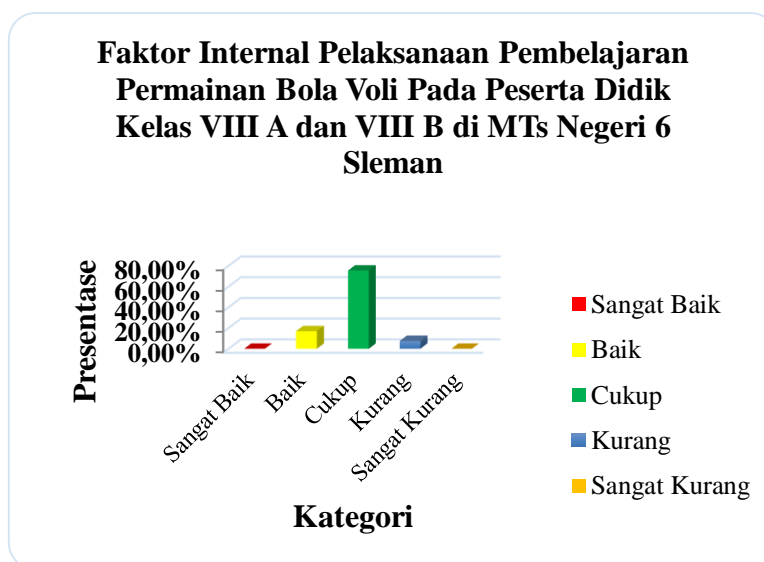 Faktor Internal Pelaksanaan Pembelajaran
Permainan Bola Voli Pada Peserta Didik
Kelas VIII A dan VIII B di MTs Negeri 6
Sleman
Presentase
80,00%
60,00%
40,00%
20,00%
0,00%
Sangat Baik
Baik
Cukup
Kurang
Sangat Kurang
Kategori
Sangat Baik
Baik
Cukup
Kurang
Sangat Kurang